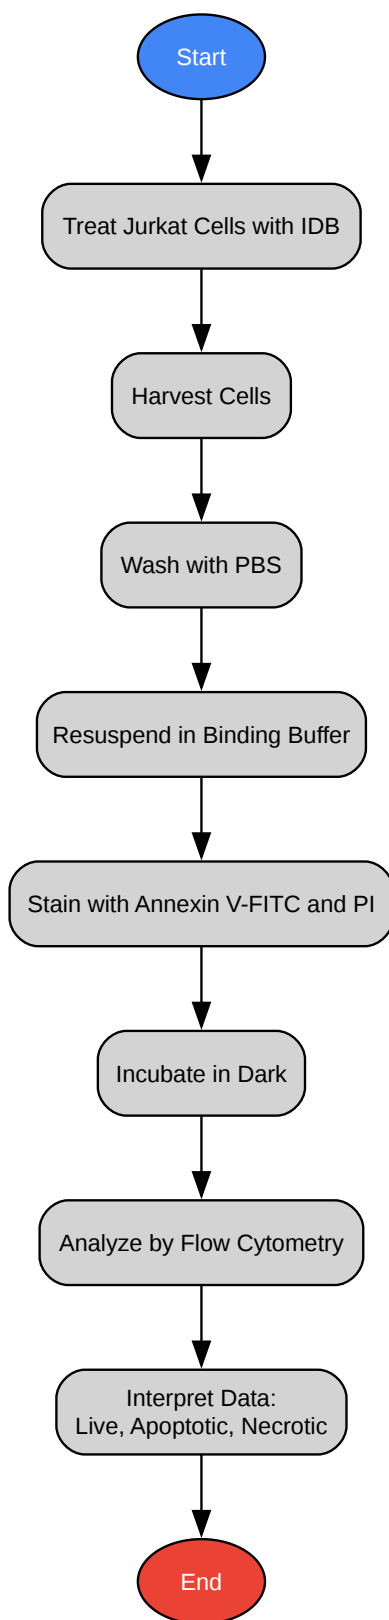 Start
Treat Jurkat Cells with IDB
Harvest Cells
Wash with PBS
Resuspend in Binding Buffer
Stain with Annexin V-FITC and PI
Incubate in Dark
Analyze by Flow Cytometry
Interpret Data:
Live, Apoptotic, Necrotic
End